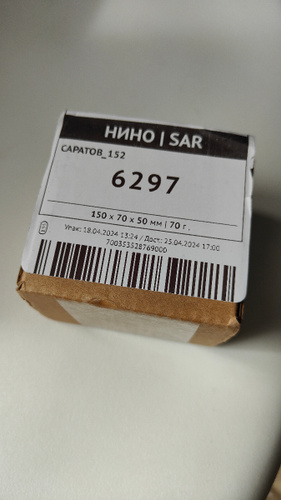 НИНО | SAR
САРАТОВ_152
6297
150 x 70 x 50 мм | 70 г.
Упак: 18.04.2024 13:24 / Дост: 25.04.2024 17:00
700353528769000